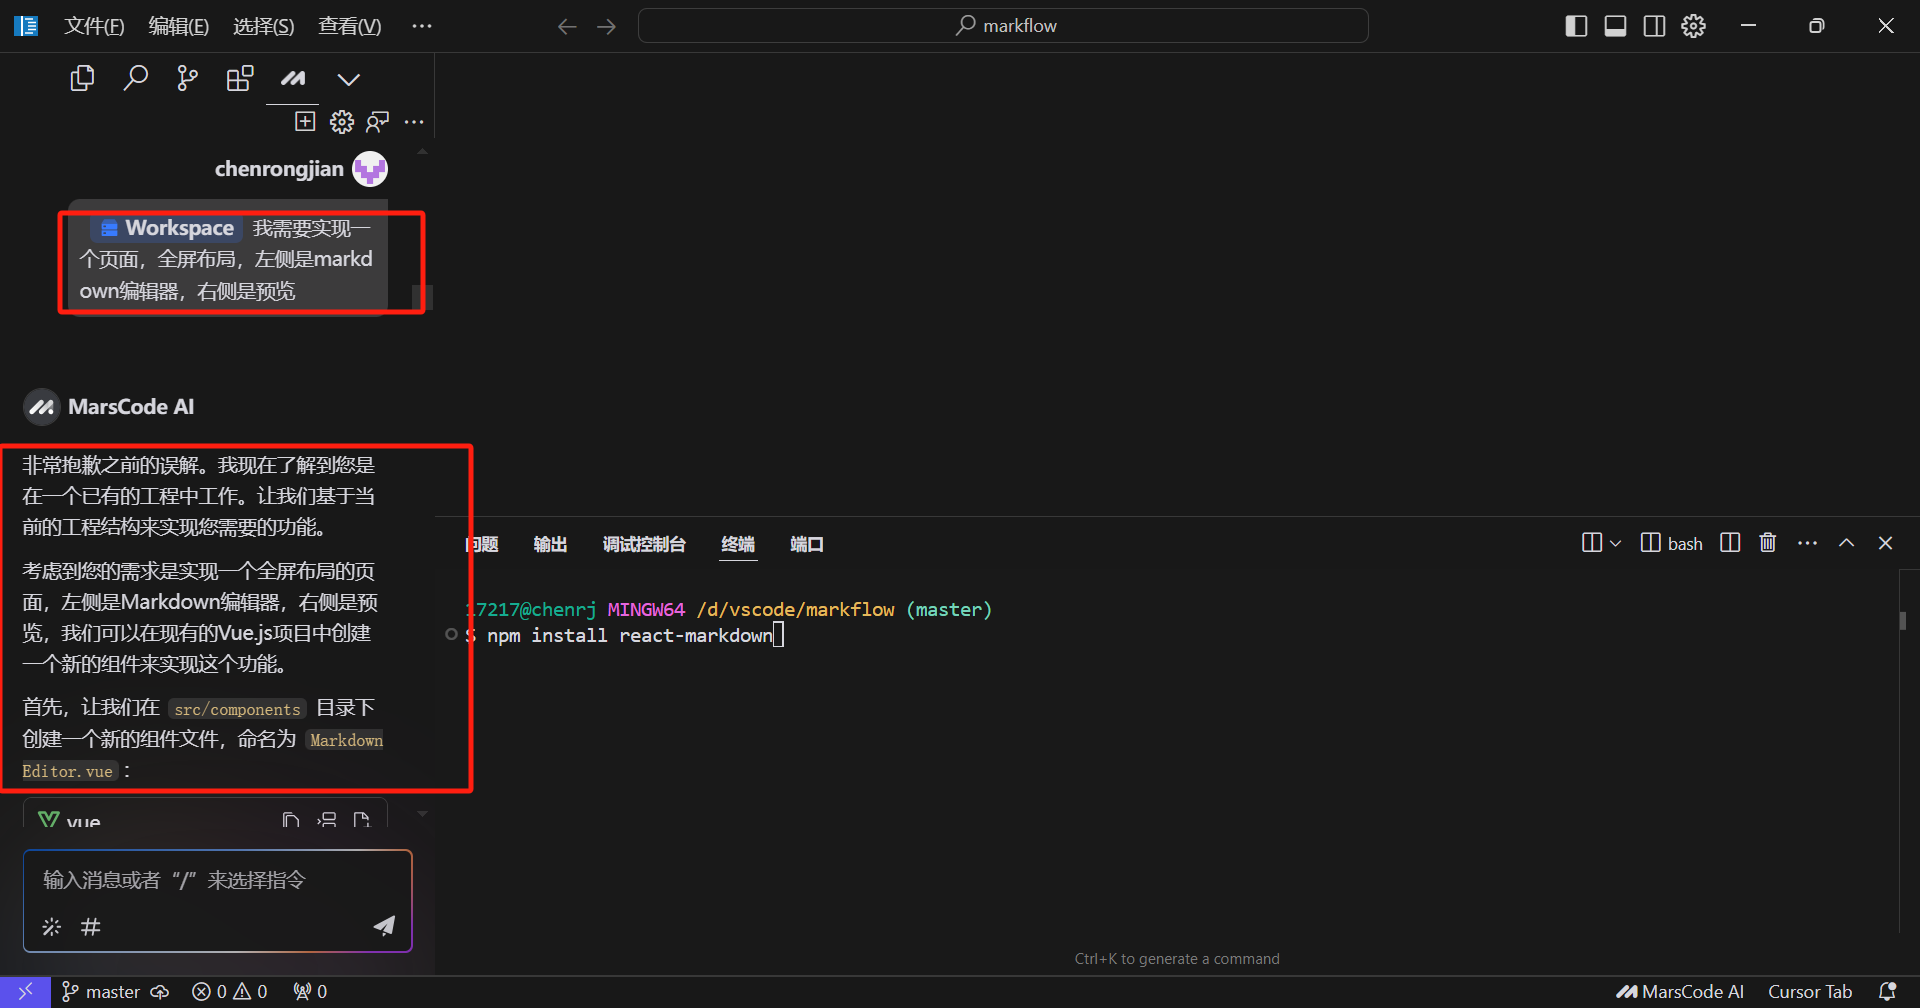 文件(F) 编辑(E) 选择(S) 查看(V) ··· markflow
chenrongjian
Workspace 我需要实现一
个页面，全屏布局，左侧是markd
own编辑器，右侧是预览
MarsCode AI
非常抱歉之前的误解。我现在了解到您是
在一个已有的工程中工作。让我们基于当
前的工程结构来实现您需要的功能。
考虑到您的需求是实现一个全屏布局的页
面，左侧是Markdown编辑器，右侧是预
览，我们可以在现有的Vue.js项目中创建
一个新的组件来实现这个功能。
首先，让我们在 src/components 目录下
创建一个新的组件文件，命名为 Markdown
Editor.vue：
vue
输入消息或者“/”来选择指令
问题 输出 调试控制台 终端 端口 bash
17217@chenrj MINGW64 /d/vscode/markflow (master)
$ npm install react-markdown
Ctrl+K to generate a command
master 0 0 0 MarsCode AI Cursor Tab